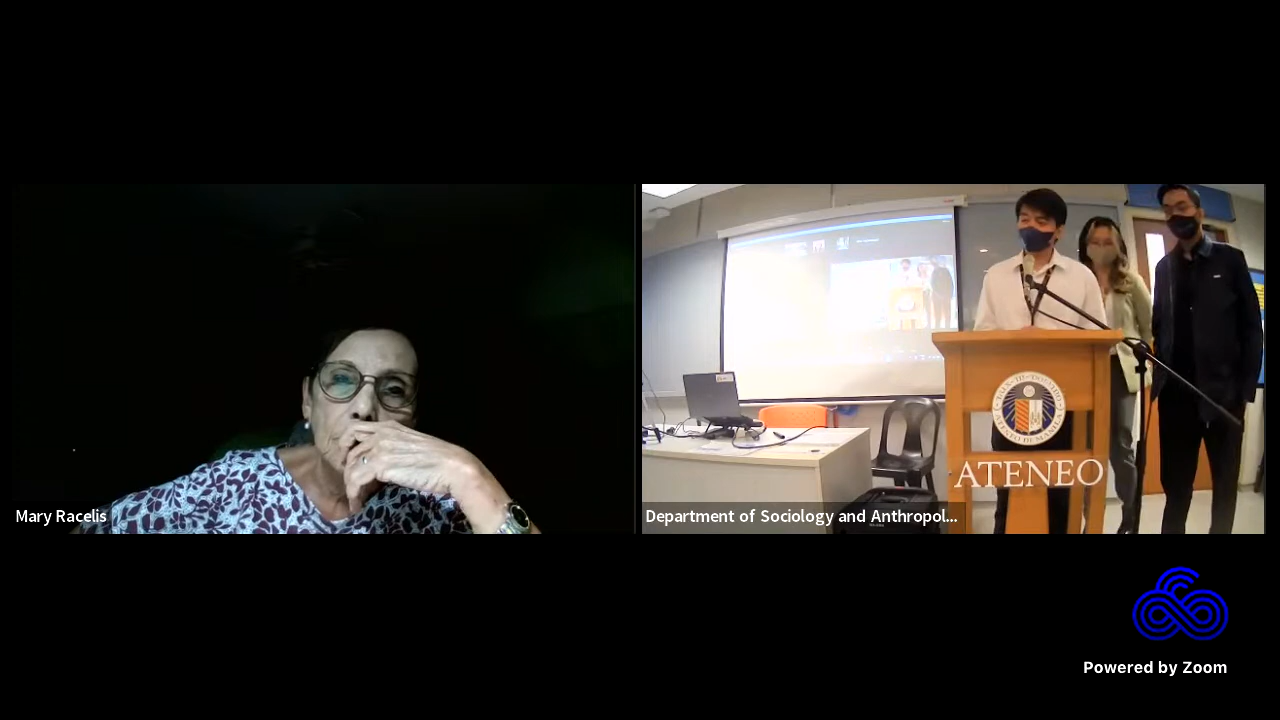 Mary Racelis
ATENEO
Department of Sociology and Anthropol...
Powered by Zoom